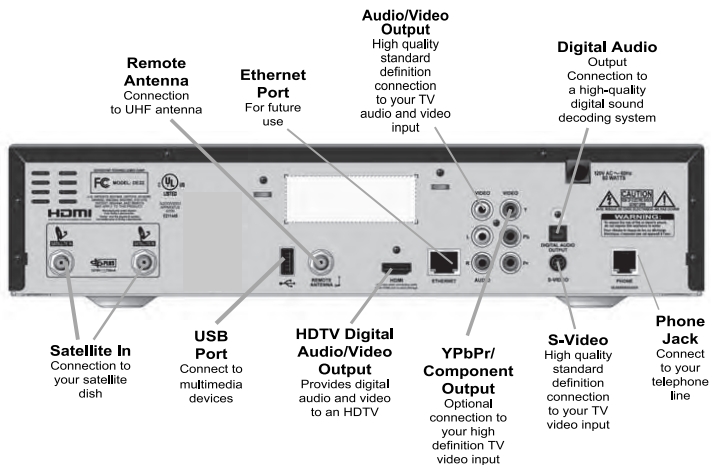 Audio/Video
Output
High quality
standard
definition
connection
to your TV
audio and video
input
Remote
Antenna
Connection
to UHF antenna
Ethernet
Port
For future
use
Digital Audio
Output
Connection to
a high-quality
digital sound
decoding system
FC MODEL:
UL
LISTED
HDMI
SATELLITE IN
SATELLITE IN
REMOTE
ANTENNA
HDMI
ETHERNET
VIDEO
VIDEO
L
R
AUDIO
Y
Pb
Pr
DIGITAL AUDIO
OUTPUT
S-VIDEO
120V AC ~ 60Hz
CAUTION
WARNING:
PHONE
Satellite In
Connection to
your satellite
dish
USB
Port
Connect to
multimedia
devices
HDTV Digital
Audio/Video
Output
Provides digital
audio and video
to an HDTV
YPbPr/
Component
Output
Optional
connection to
your high
definition TV
video input
S-Video
High quality
standard
definition
connection
to your TV
video input
Phone
Jack
Connect
to your
telephone
line